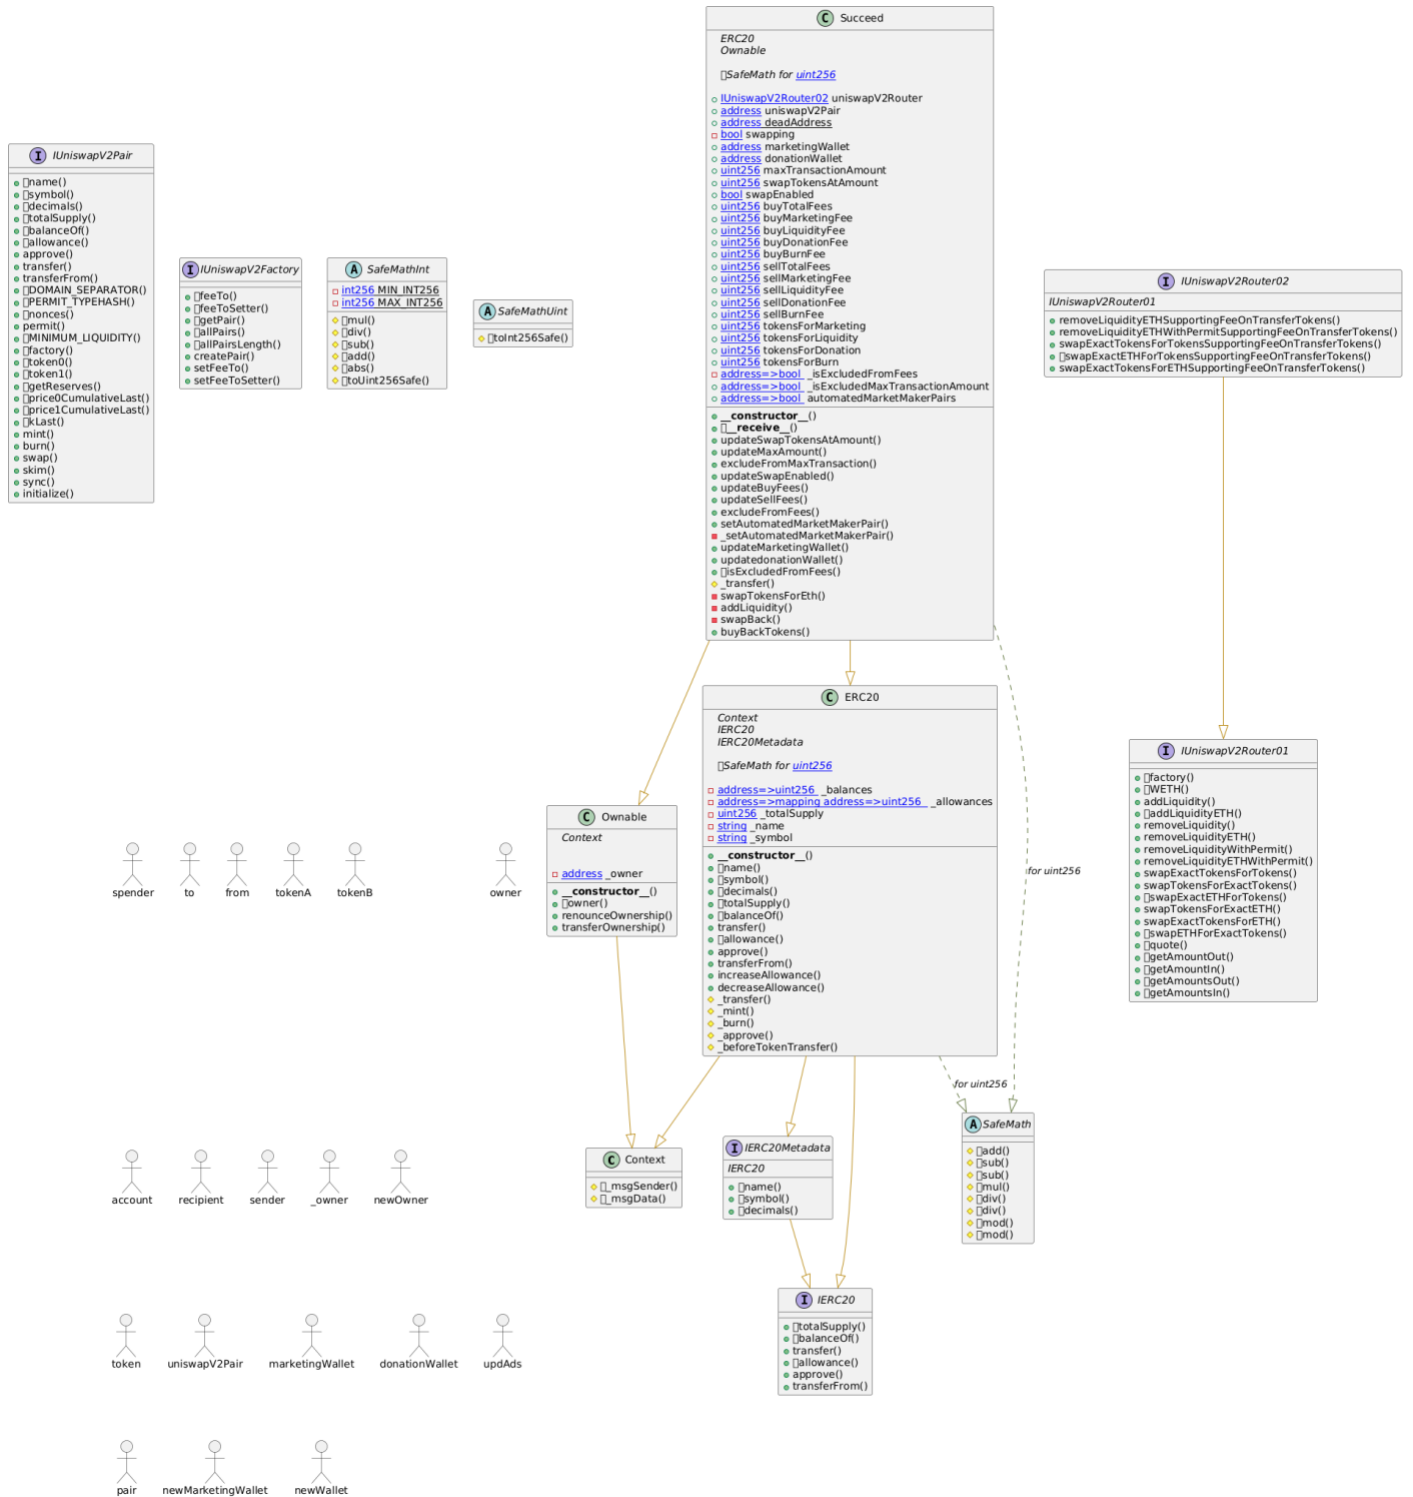 Succeed
ERC20
Ownable
SafeMath for uint256
IUniswapV2Router02 uniswapV2Router
address uniswapV2Pair
address deadAddress
bool swapping
address marketingWallet
address donationWallet
uint256 maxTransactionAmount
uint256 swapTokensAtAmount
bool swapEnabled
uint256 buyTotalFees
uint256 buyMarketingFee
uint256 buyLiquidityFee
uint256 buyDonationFee
uint256 buyBurnFee
uint256 sellTotalFees
uint256 sellMarketingFee
uint256 sellLiquidityFee
uint256 sellDonationFee
uint256 sellBurnFee
uint256 tokensForMarketing
uint256 tokensForLiquidity
uint256 tokensForDonation
uint256 tokensForBurn
address=>bool _isExcludedFromFees
address=>bool _isExcludedMaxTransactionAmount
address=>bool automatedMarketMakerPairs
__constructor__()
__receive__()
updateSwapTokensAtAmount()
updateMaxAmount()
excludeFromMaxTransaction()
updateSwapEnabled()
updateBuyFees()
updateSellFees()
excludeFromFees()
setAutomatedMarketMakerPair()
_setAutomatedMarketMakerPair()
updateMarketingWallet()
updatedonationWallet()
isExcludedFromFees()
_transfer()
swapTokensForEth()
addLiquidity()
swapBack()
buyBackTokens()
IUniswapV2Pair
name()
symbol()
decimals()
totalSupply()
balanceOf()
allowance()
approve()
transfer()
transferFrom()
DOMAIN_SEPARATOR()
PERMIT_TYPEHASH()
nonces()
permit()
MINIMUM_LIQUIDITY()
factory()
token0()
token1()
getReserves()
price0CumulativeLast()
price1CumulativeLast()
kLast()
mint()
burn()
swap()
skim()
sync()
initialize()
IUniswapV2Factory
feeTo()
feeToSetter()
getPair()
allPairs()
allPairsLength()
createPair()
setFeeTo()
setFeeToSetter()
SafeMathInt
int256 MIN_INT256
int256 MAX_INT256
mul()
div()
sub()
add()
abs()
toUint256Safe()
SafeMathUint
toInt256Safe()
IUniswapV2Router02
IUniswapV2Router01
removeLiquidityETHSupportingFeeOnTransferTokens()
removeLiquidityETHWithPermitSupportingFeeOnTransferTokens()
swapExactTokensForTokensSupportingFeeOnTransferTokens()
swapExactETHForTokensSupportingFeeOnTransferTokens()
swapExactTokensForETHSupportingFeeOnTransferTokens()
ERC20
Context
IERC20
IERC20Metadata
SafeMath for uint256
address=>uint256 _balances
address=>mapping address=>uint256 _allowances
uint256 _totalSupply
string _name
string _symbol
__constructor__()
name()
symbol()
decimals()
totalSupply()
balanceOf()
transfer()
allowance()
approve()
transferFrom()
increaseAllowance()
decreaseAllowance()
_transfer()
_mint()
_burn()
_approve()
_beforeTokenTransfer()
Ownable
Context
address _owner
__constructor__()
owner()
renounceOwnership()
transferOwnership()
IUniswapV2Router01
factory()
WETH()
addLiquidity()
addLiquidityETH()
removeLiquidity()
removeLiquidityETH()
removeLiquidityWithPermit()
removeLiquidityETHWithPermit()
swapExactTokensForTokens()
swapTokensForExactTokens()
swapExactETHForTokens()
swapTokensForExactETH()
swapExactTokensForETH()
swapETHForExactTokens()
quote()
getAmountOut()
getAmountIn()
getAmountsOut()
getAmountsIn()
spender
to
from
tokenA
tokenB
owner
for uint256
for uint256
Context
_msgSender()
_msgData()
IERC20Metadata
IERC20
name()
symbol()
decimals()
SafeMath
add()
sub()
sub()
mul()
div()
div()
mod()
mod()
account
recipient
sender
_owner
newOwner
IERC20
totalSupply()
balanceOf()
transfer()
allowance()
approve()
transferFrom()
token
uniswapV2Pair
marketingWallet
donationWallet
updAds
pair
newMarketingWallet
newWallet